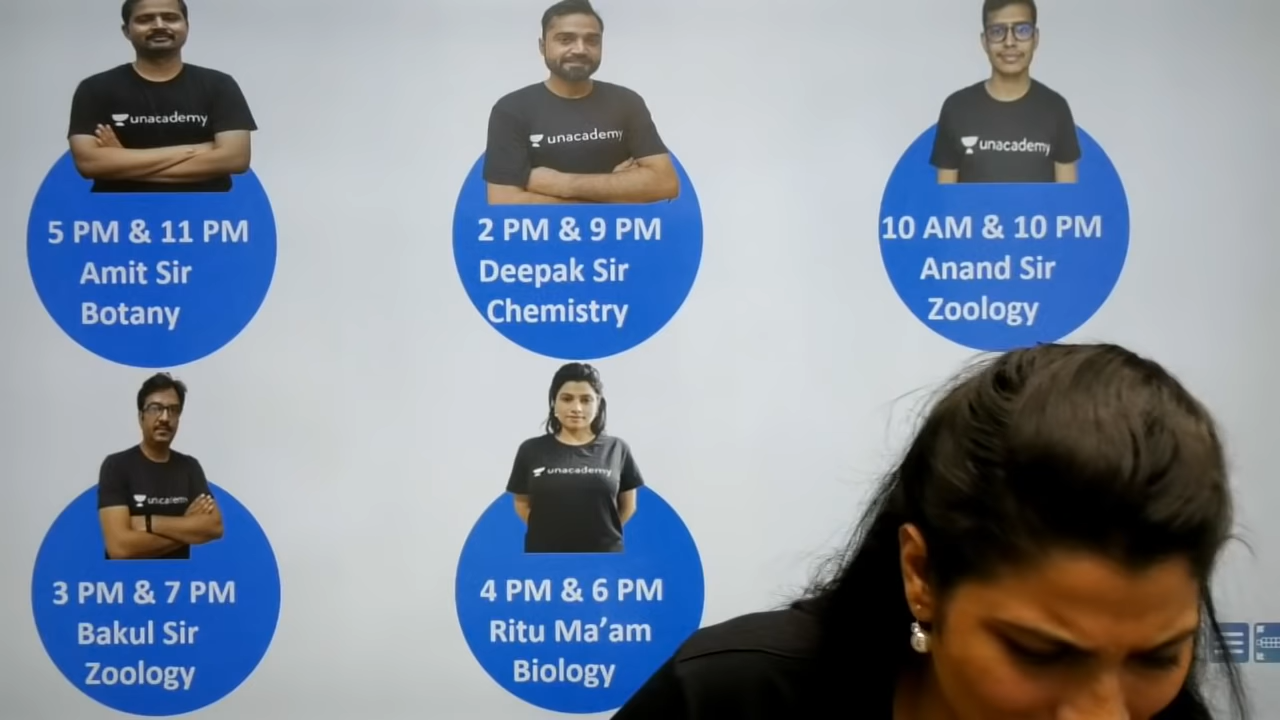 unacademy
5 PM & 11 PM
Amit Sir
Botany
unacademy
2 PM & 9 PM
Deepak Sir
Chemistry
unacademy
10 AM & 10 PM
Anand Sir
Zoology
unacademy
3 PM & 7 PM
Bakul Sir
Zoology
unacademy
4 PM & 6 PM
Ritu Ma’am
Biology